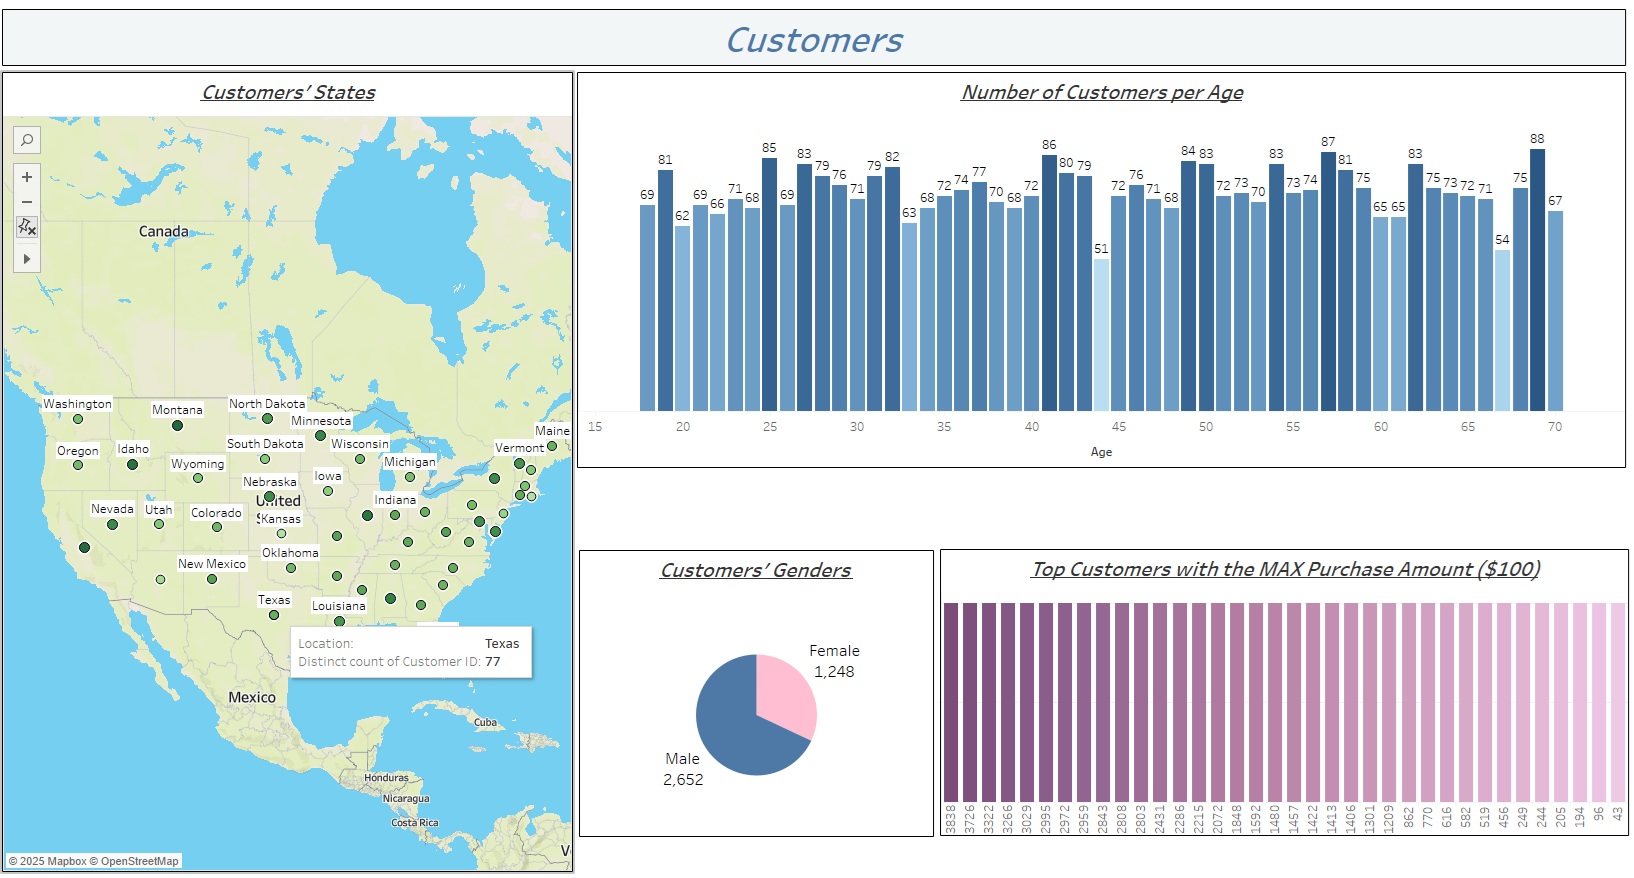 Customers
Customers' States
Canada
Washington
Montana
North Dakota
Minnesota
Maine
Oregon
Idaho
South Dakota
Wisconsin
Vermont
Wyoming
Michigan
Nebraska
Iowa
United
Indiana
Nevada
Utah
Colorado
Kansas
Oklahoma
New Mexico
Texas
Louisiana
Location: Texas
Distinct count of Customer ID: 77
Mexico
Cuba
Honduras
Nicaragua
Costa Rica
© 2025 Mapbox © OpenStreetMap
Number of Customers per Age
69 81 62 69 66 71 68 85 69 83 79 76 71 79 82 63 68 72 74 77 70 68 72 86 80 79 51 72 76 71 68 84 83 72 73 70 83 73 74 87 81 75 65 65 83 75 73 72 71 54 75 88 67
15 20 25 30 35 40 45 50 55 60 65 70
Age
Customers' Genders
Female
1,248
Male
2,652
Top Customers with the MAX Purchase Amount ($100)
3838 3726 3322 3266 3029 2995 2972 2959 2843 2808 2803 2431 2286 2215 2072 1848 1592 1480 1457 1422 1413 1406 1301 1209 862 770 616 582 519 456 249 244 205 194 96 43